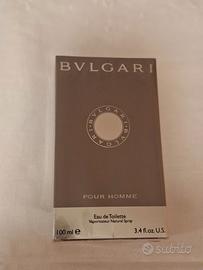 BVLGARI
BVLGARI BVLGARI
POUR HOMME
Eau de Toilette
Vaporisateur Natural Spray
100 ml e 3.4 fl.oz. U.S.
subito